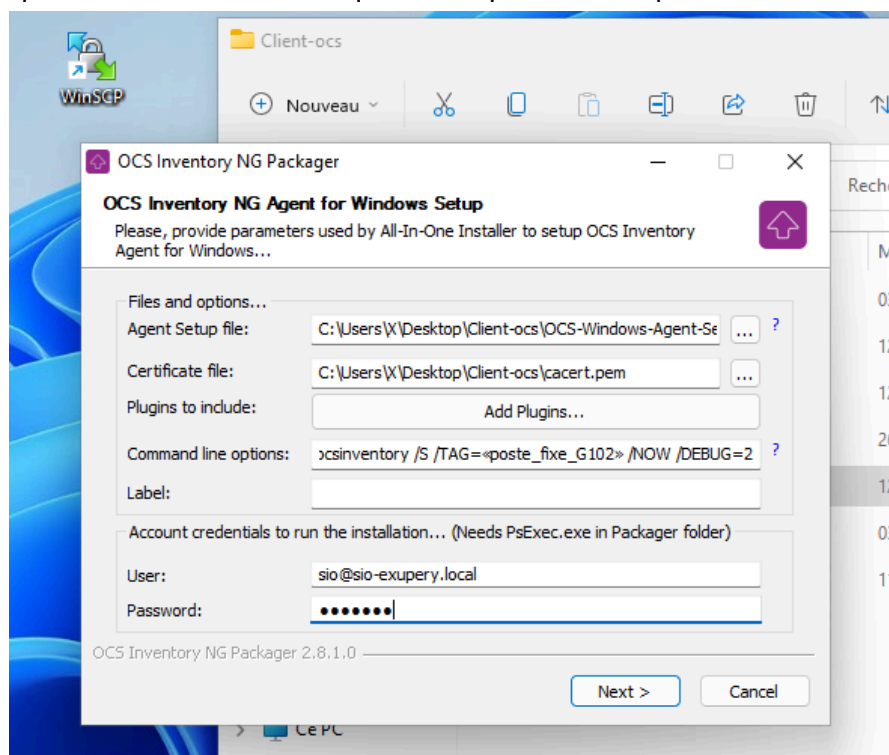 Client-ocs
WinSCP
Nouveau
OCS Inventory NG Packager
Rech
OCS Inventory NG Agent for Windows Setup
Please, provide parameters used by All-In-One Installer to setup OCS Inventory
Agent for Windows...
Files and options...
Agent Setup file: C:\Users\X\Desktop\Client-ocs\OCS-Windows-Agent-Se ... ?
Certificate file: C:\Users\X\Desktop\Client-ocs\cacert.pem ...
Plugins to include: Add Plugins...
Command line options: ocsinventory /S /TAG=«poste_fixe_G102» /NOW /DEBUG=2 ?
Label:
Account credentials to run the installation... (Needs PsExec.exe in Packager folder)
User: sio@sio-exupery.local
Password: ●●●●●●●
OCS Inventory NG Packager 2.8.1.0
Next > Cancel
Ce PC